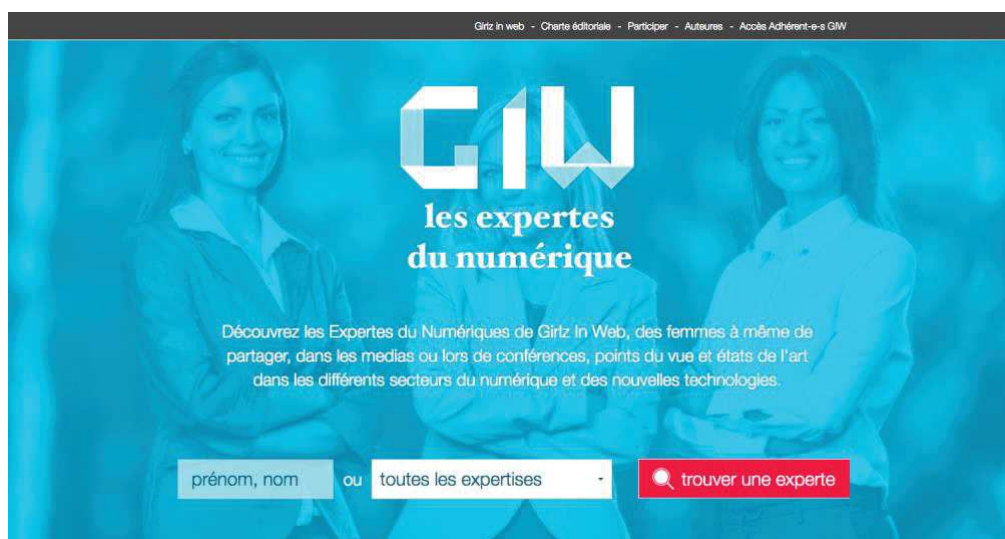 Girlz in web - Charte éditoriale - Participer - Auteures - Accès Adhérent-e-s GIW
GIW
les expertes
du numérique
Découvrez les Expertes du Numériques de Girlz In Web, des femmes à même de
partager, dans les medias ou lors de conférences, points du vue et états de l'art
dans les différents secteurs du numérique et des nouvelles technologies.
prénom, nom ou toutes les expertises trouver une experte